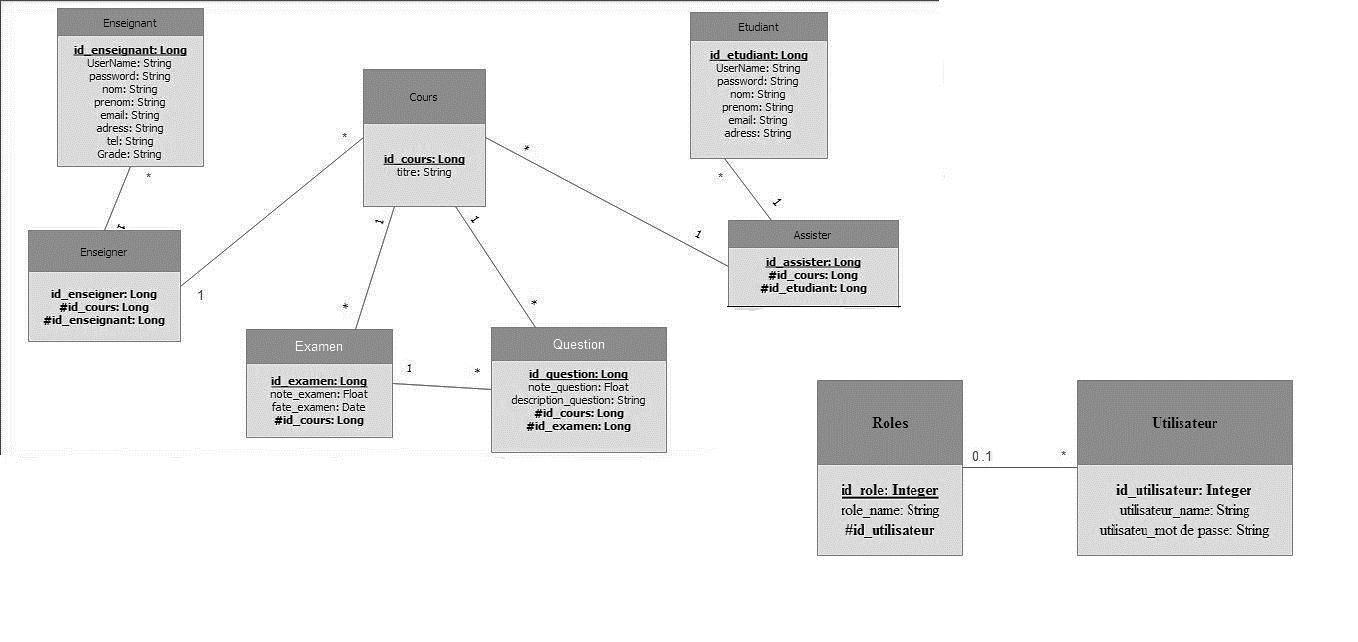 Enseignant
id_enseignant: Long
UserName: String
password: String
nom: String
prenom: String
email: String
adress: String
tel: String
Grade: String
*
1
Enseigner
id_enseigner: Long
#id_cours: Long
#id_enseignant: Long
1
*
Cours
id_cours: Long
titre: String
*
1
1
1
*
*
Etudiant
id_etudiant: Long
UserName: String
password: String
nom: String
prenom: String
email: String
adress: String
*
1
Assister
id_assister: Long
#id_cours: Long
#id_etudiant: Long
Examen
id_examen: Long
note_examen: Float
fate_examen: Date
#id_cours: Long
1
*
Question
id_question: Long
note_question: Float
description_question: String
#id_cours: Long
#id_examen: Long
Roles
id_role: Integer
role_name: String
#id_utilisateur
0..1
*
Utilisateur
id_utilisateur: Integer
utilisateur_name: String
utilisateu_mot de passe: String